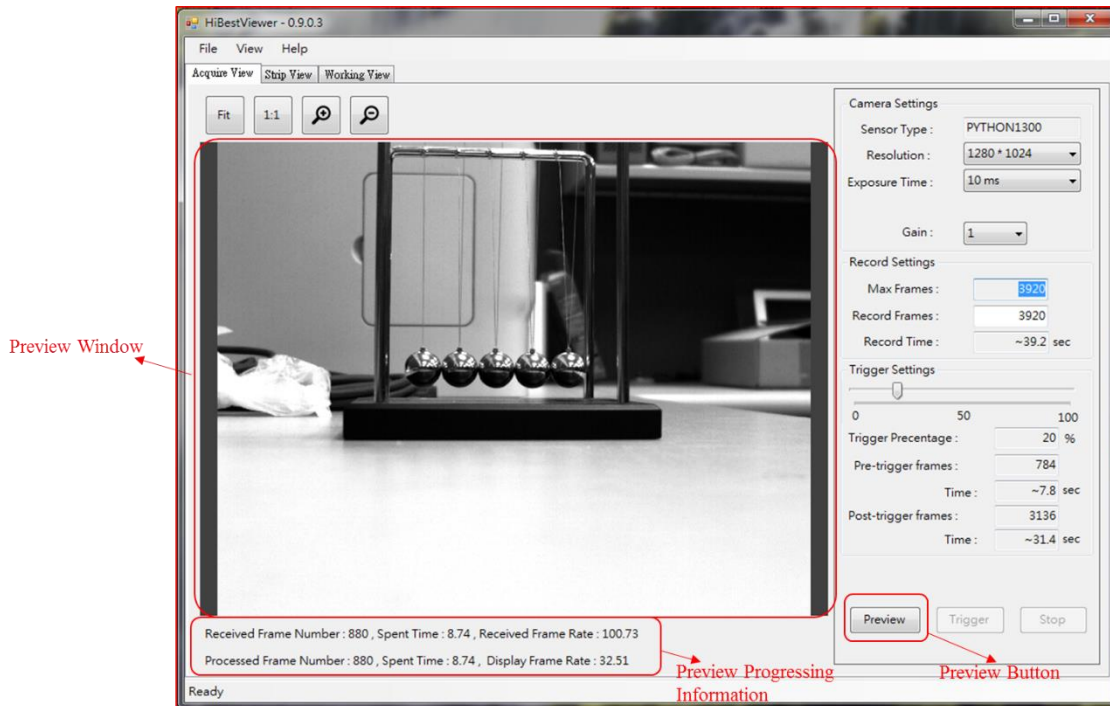 HiBestViewer - 0.9.0.3
File View Help
Acquire View Strip View Working View
Fit 1:1
Camera Settings
Sensor Type : PYTHON1300
Resolution : 1280 * 1024
Exposure Time : 10 ms
Gain : 1
Record Settings
Max Frames : 3920
Record Frames : 3920
Record Time : ~39.2 sec
Trigger Settings
0 50 100
Trigger Precentage : 20 %
Pre-trigger frames : 784
Time : ~7.8 sec
Post-trigger frames : 3136
Time : ~31.4 sec
Preview Trigger Stop
Preview Window
Received Frame Number : 880 , Spent Time : 8.74 , Received Frame Rate : 100.73
Processed Frame Number : 880 , Spent Time : 8.74 , Display Frame Rate : 32.51
Preview Progressing
Information
Preview Button
Ready